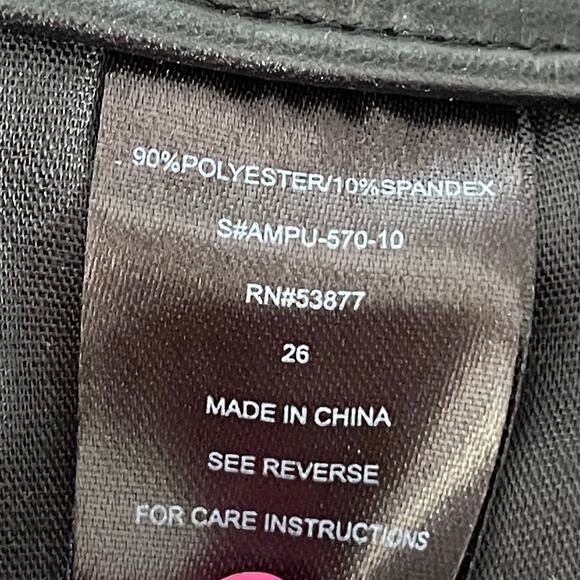 90%POLYESTER/10%SPANDEX
S#AMPU-570-10
RN#53877
26
MADE IN CHINA
SEE REVERSE
FOR CARE INSTRUCTIONS